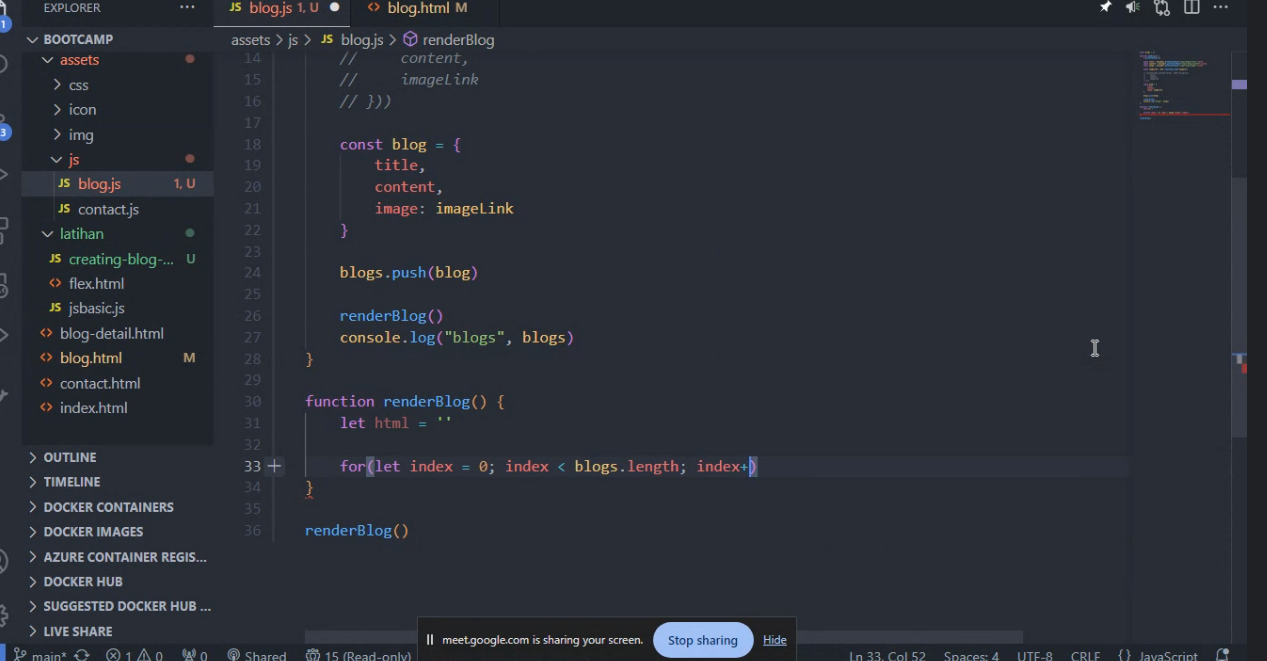 EXPLORER ···
JS blog.js 1, U ● <> blog.html M ···
BOOTCAMP
assets > js > JS blog.js > renderBlog
assets
css
icon
img
js
JS blog.js 1, U
JS contact.js
latihan
JS creating-blog-... U
<> flex.html
JS jsbasic.js
<> blog-detail.html
<> blog.html M
<> contact.html
<> index.html
OUTLINE
TIMELINE
DOCKER CONTAINERS
DOCKER IMAGES
AZURE CONTAINER REGIS...
DOCKER HUB
SUGGESTED DOCKER HUB ...
LIVE SHARE
1
3
14 // content,
15 // imageLink
16 // }))
17
18 const blog = {
19 title,
20 content,
21 image: imageLink
22 }
23
24 blogs.push(blog)
25
26 renderBlog()
27 console.log("blogs", blogs)
28 }
29
30 function renderBlog() {
31 let html = ''
32
33 for(let index = 0; index < blogs.length; index+)
34 }
35
36 renderBlog()
meet.google.com is sharing your screen. Stop sharing Hide
main* 1 0 0 Shared 15 (Read-only) Ln 33, Col 52 Spaces: 4 UTF-8 CRLF {} JavaScript